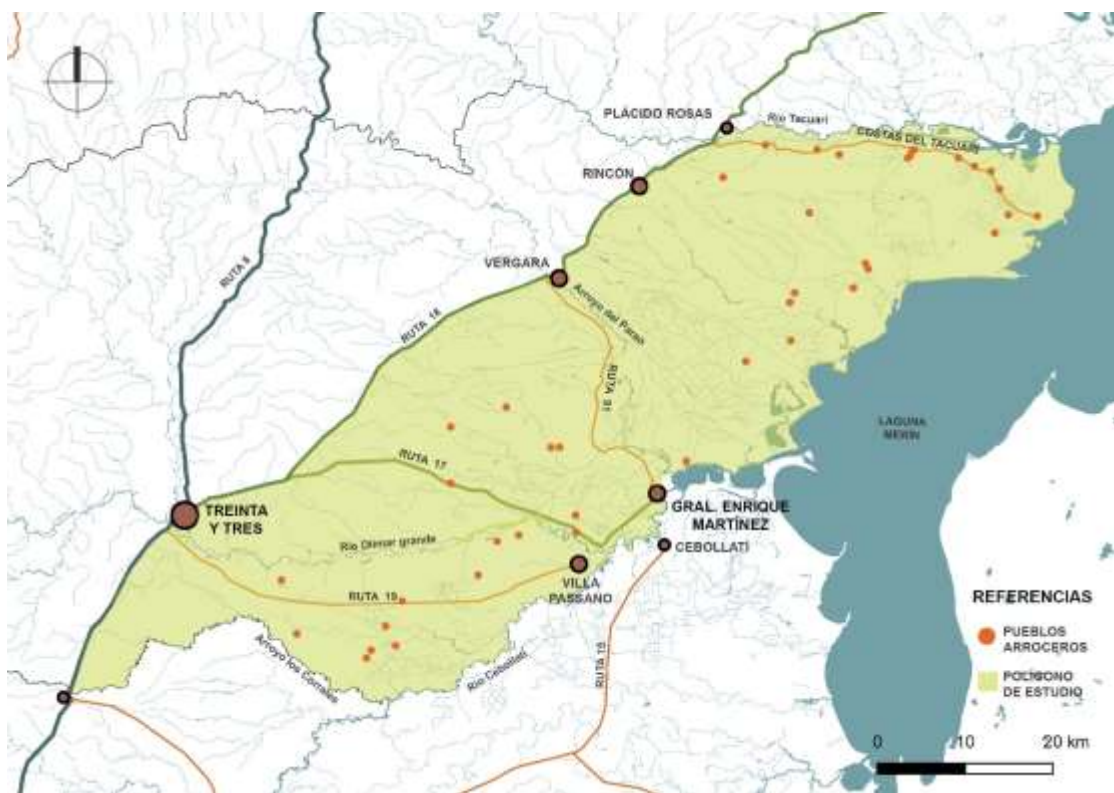 PLÁCIDO ROSAS
Río Tacuarí
COSTAS DEL TACUARÍ
RINCÓN
RUTA 8
VERGARA
Arroyo del Parao
RUTA 18
RUTA 91
LAGUNA
MERÍN
RUTA 17
TREINTA
Y TRES
GRAL. ENRIQUE
MARTÍNEZ
Río Olimar grande
CEBOLLATÍ
VILLA
PASSANO
RUTA 19
REFERENCIAS
PUEBLOS
ARROCEROS
Arroyo los Corrales
Río Cebollatí
RUTA 15
POLÍGONO
DE ESTUDIO
0 10 20 km